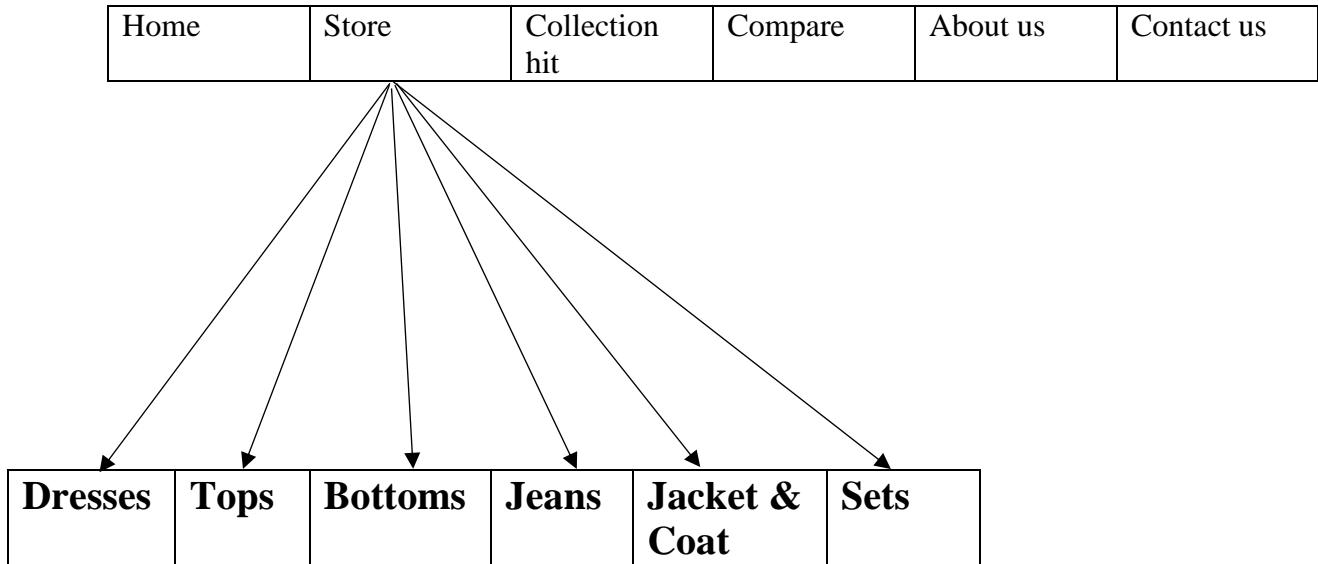 Home Store Collection Compare About us Contact us
hit
Dresses Tops Bottoms Jeans Jacket & Sets
Coat